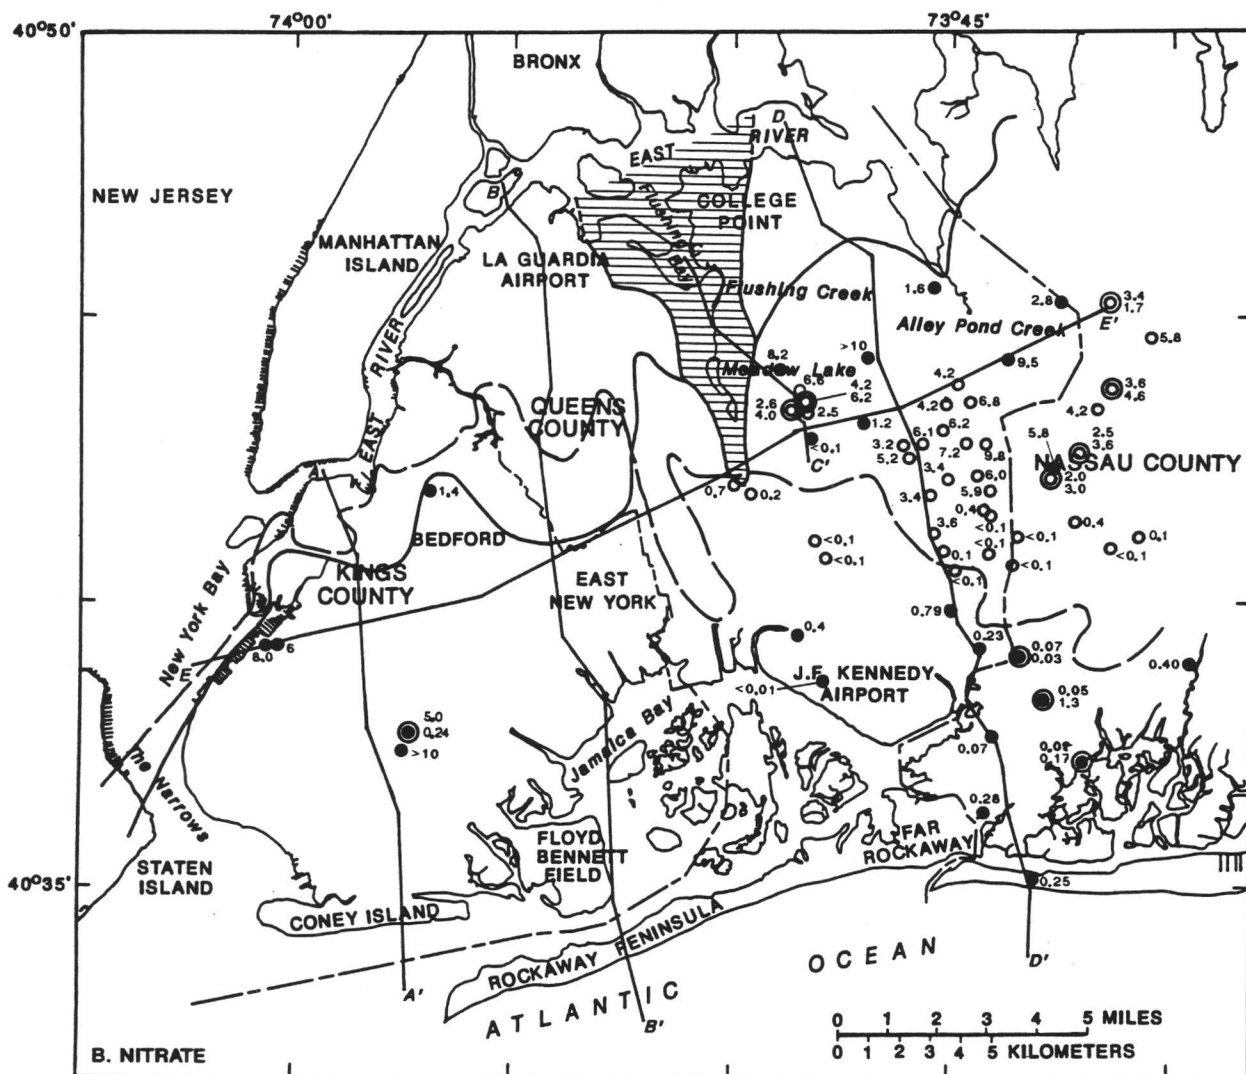 74°00'
73°45'
40°50'
BRONX
D
RIVER
EAST
NEW JERSEY
B
COLLEGE
POINT
Flushing
Bay
MANHATTAN
ISLAND
LA GUARDIA
AIRPORT
Flushing Creek
1.6
2.8
3.4
1.7
E'
Alley Pond Creek
5.8
RIVER
EAST
8.2
>10
Meadow Lake
9.5
6.6
4.2
6.2
4.2
3.6
4.6
2.6
4.0
2.5
4.2
6.8
4.2
QUEENS
COUNTY
1.2
6.1
6.2
<0.1
3.2
7.2
9.8
5.8
2.5
3.6
5.2
C'
NASSAU COUNTY
A
3.4
6.0
2.0
3.0
0.7
0.2
1.4
3.4
5.9
0.4
0.4
BEDFORD
3.6
<0.1
<0.1
<0.1
<0.1
0.1
<0.1
0.1
<0.1
<0.1
<0.1
KINGS
COUNTY
EAST
NEW YORK
New York Bay
0.79
0.4
0.23
8.0
6
E
0.07
0.03
0.40
J.F. KENNEDY
AIRPORT
<0.01
0.05
1.3
5.0
0.24
>10
Jamaica Bay
0.07
0.17
The Narrows
0.28
FLOYD
BENNETT
FIELD
FAR
ROCKAWAY
STATEN
ISLAND
40°35'
0.25
CONEY ISLAND
ROCKAWAY PENINSULA
ATLANTIC
OCEAN
A'
B'
D'
0 1 2 3 4 5 MILES
0 1 2 3 4 5 KILOMETERS
B. NITRATE